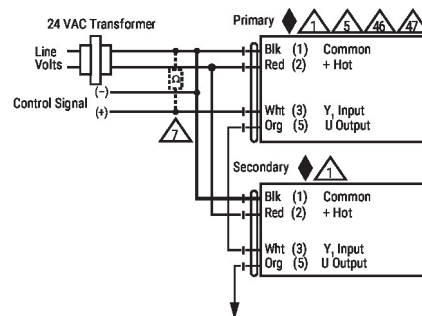 24 VAC Transformer
Primary 1 5 46 47
Line Volts
Blk (1) Common
Red (2) + Hot
Ω
(–)
Control Signal (+)
Wht (3) Y₁ Input
Org (5) U Output
7
Secondary 1
Blk (1) Common
Red (2) + Hot
Wht (3) Y₁ Input
Org (5) U Output